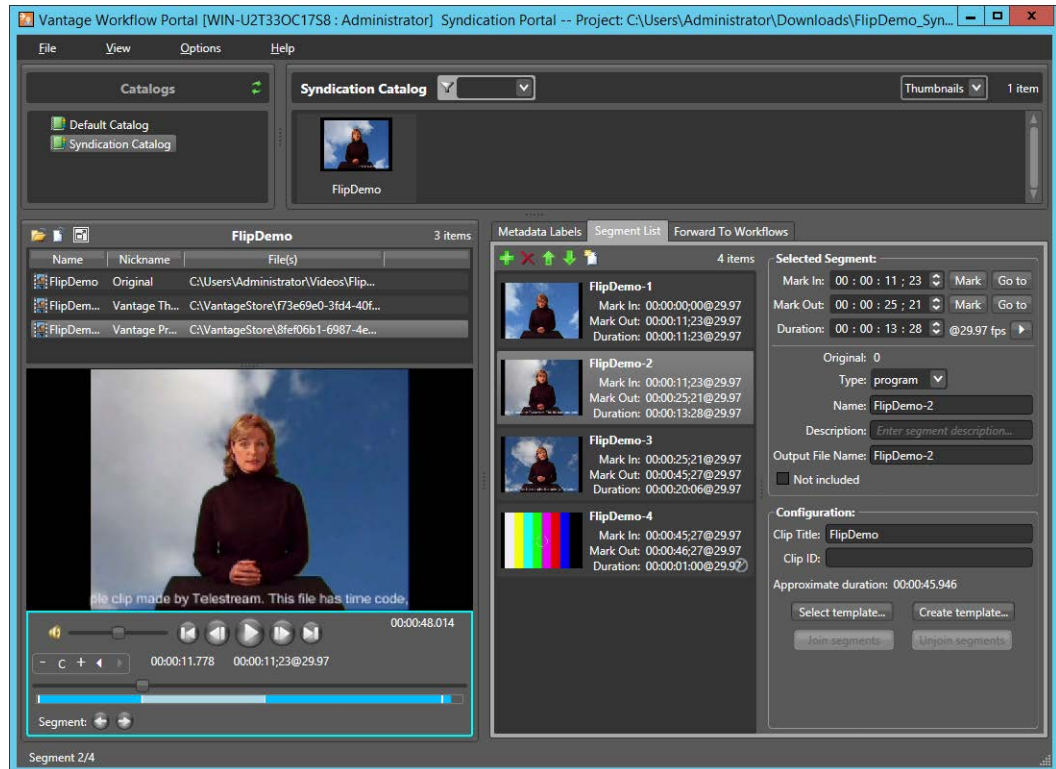 Vantage Workflow Portal [WIN-U2T33OC17S8 : Administrator] Syndication Portal -- Project: C:\Users\Administrator\Downloads\FlipDemo_Syn...
File View Options Help
Catalogs
Default Catalog
Syndication Catalog
Syndication Catalog
Thumbnails
1 item
FlipDemo
FlipDemo
3 items
Name Nickname File(s)
FlipDemo Original C:\Users\Administrator\Videos\Flip...
FlipDem... Vantage Th... C:\VantageStore\f73e69e0-3fd4-40f...
FlipDem... Vantage Pr... C:\VantageStore\8fef06b1-6987-4e...
ple clip made by Telestream. This file has time code,
00:00:48.014
- C +
00:00:11.778 00:00:11;23@29.97
Segment:
Segment 2/4
Metadata Labels Segment List Forward To Workflows
4 items
FlipDemo-1
Mark In: 00:00:00;00@29.97
Mark Out: 00:00:11;23@29.97
Duration: 00:00:11:23@29.97
FlipDemo-2
Mark In: 00:00:11;23@29.97
Mark Out: 00:00:25;21@29.97
Duration: 00:00:13:28@29.97
FlipDemo-3
Mark In: 00:00:25;21@29.97
Mark Out: 00:00:45;27@29.97
Duration: 00:00:20:06@29.97
FlipDemo-4
Mark In: 00:00:45;27@29.97
Mark Out: 00:00:46;27@29.97
Duration: 00:00:01:00@29.97
Selected Segment:
Mark In: 00 : 00 : 11 ; 23 Mark Go to
Mark Out: 00 : 00 : 25 ; 21 Mark Go to
Duration: 00 : 00 : 13 : 28 @29.97 fps
Original: 0
Type: program
Name: FlipDemo-2
Description: Enter segment description...
Output File Name: FlipDemo-2
Not included
Configuration:
Clip Title: FlipDemo
Clip ID:
Approximate duration: 00:00:45.946
Select template... Create template...
Join segments Unjoin segments